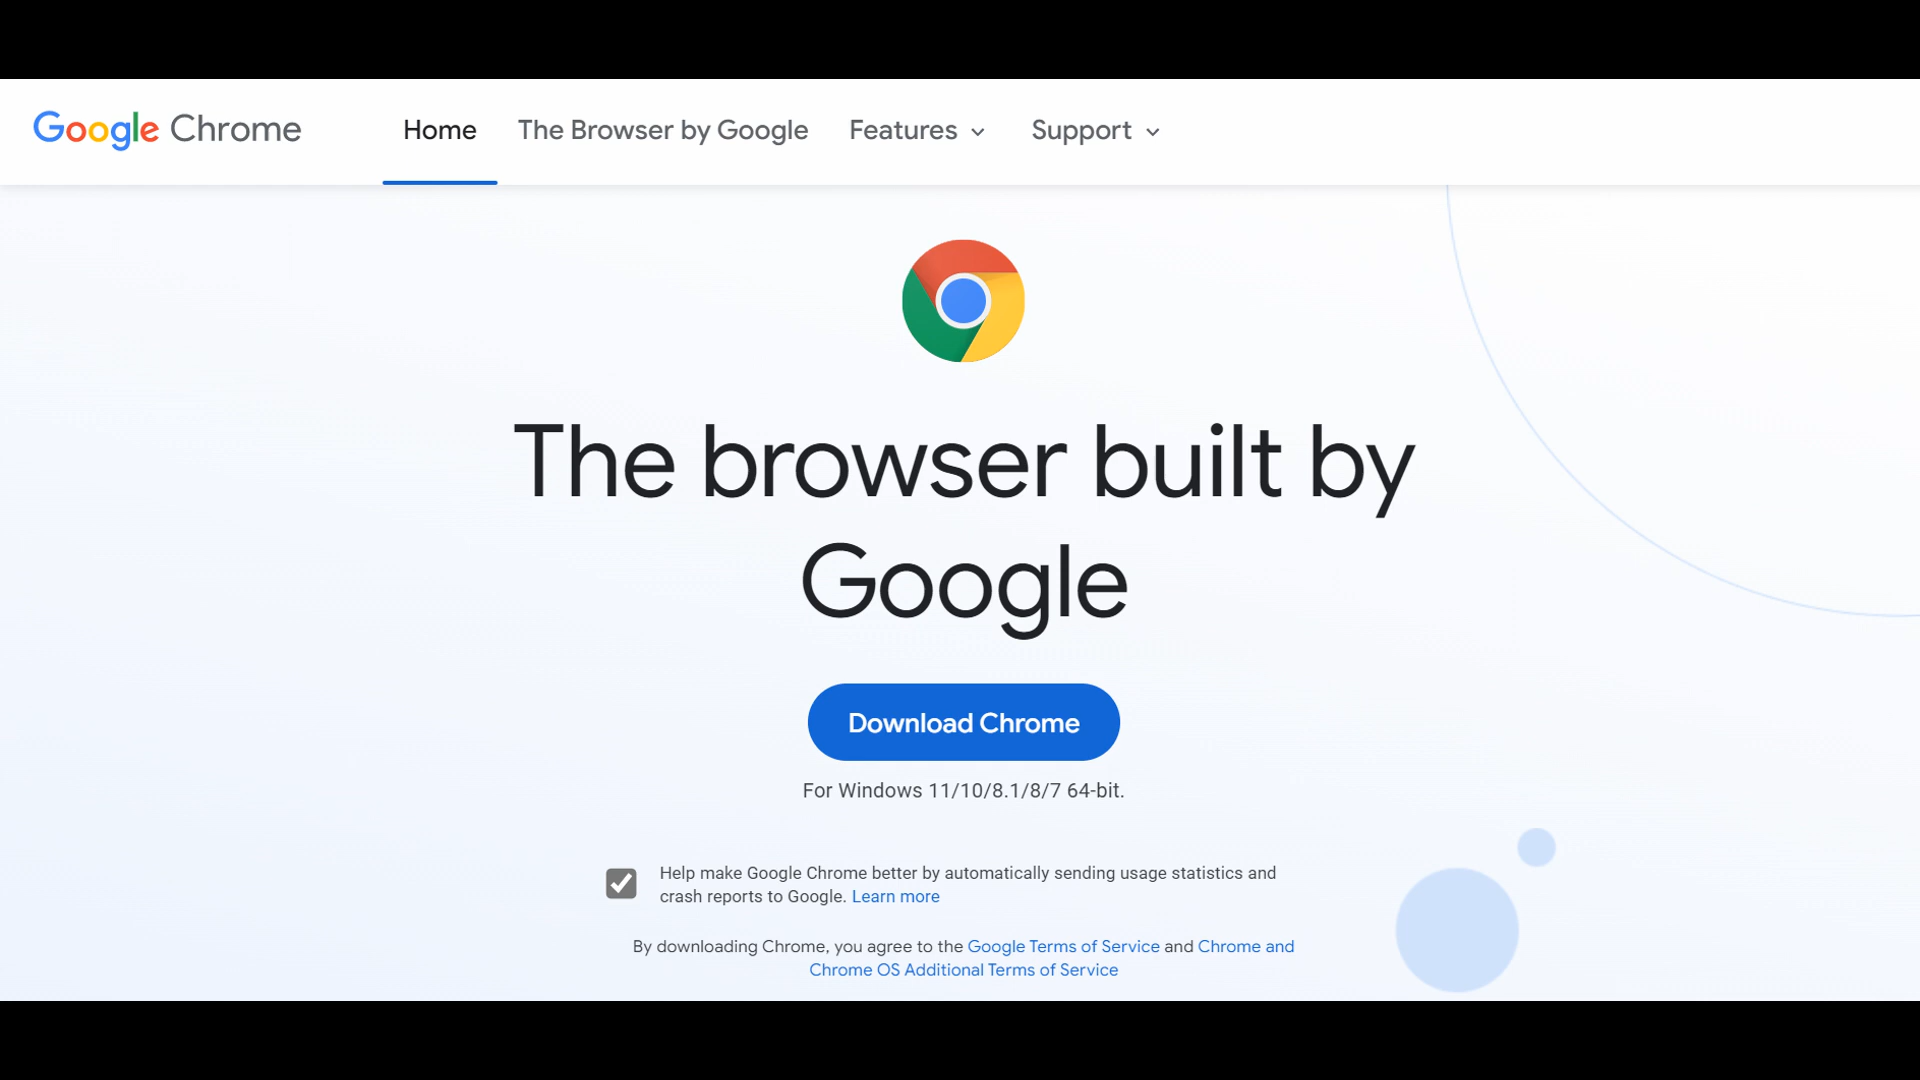 Google Chrome
Home
The Browser by Google
Features
Support
The browser built by
Google
Download Chrome
For Windows 11/10/8.1/8/7 64-bit.
Help make Google Chrome better by automatically sending usage statistics and
crash reports to Google. Learn more
By downloading Chrome, you agree to the Google Terms of Service and Chrome and
Chrome OS Additional Terms of Service